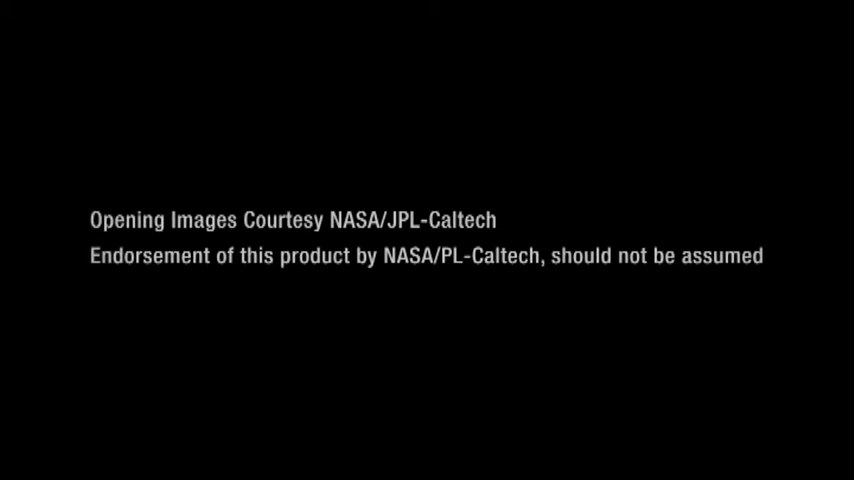 Opening Images Courtesy NASA/JPL-Caltech
Endorsement of this product by NASA/PL-Caltech, should not be assumed